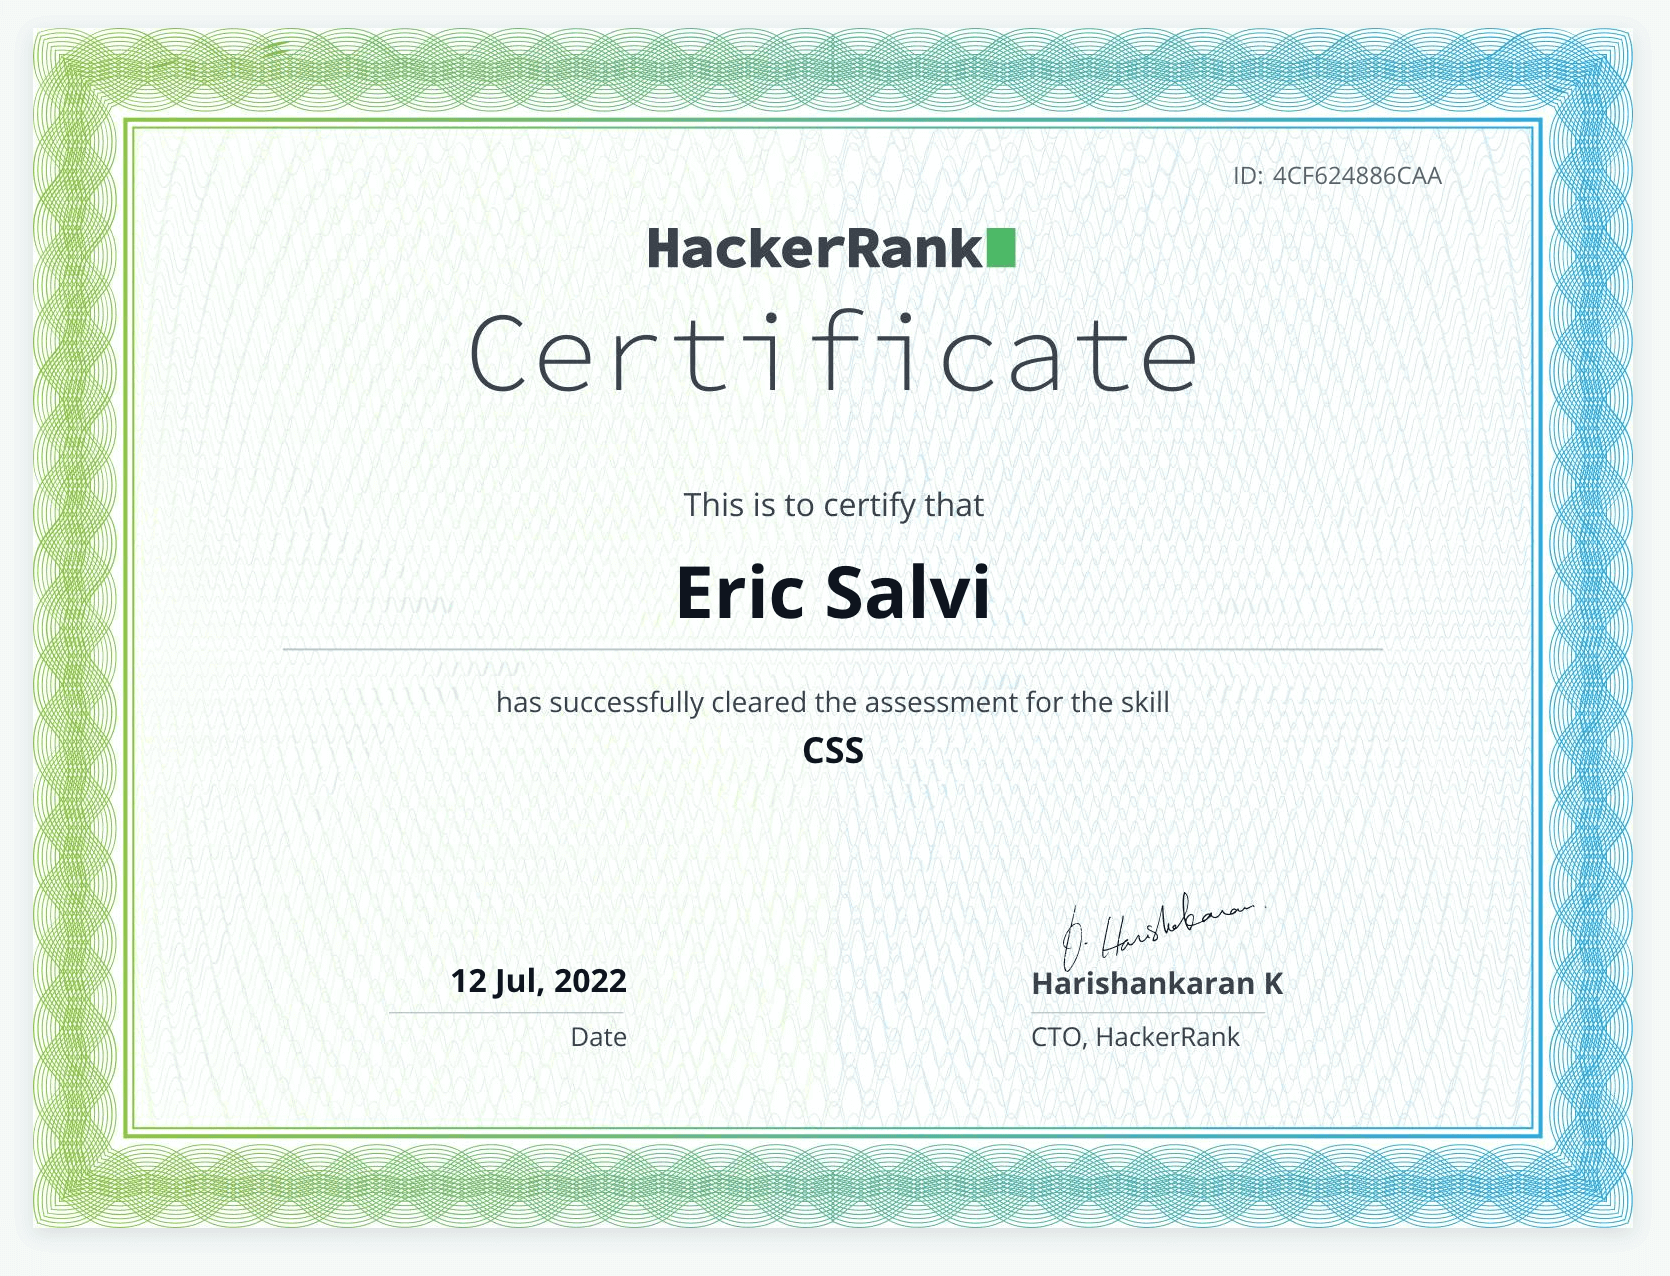 ID: 4CF624886CAA
HackerRank
Certificate
This is to certify that
Eric Salvi
has successfully cleared the assessment for the skill
CSS
D. Harishankaran.
12 Jul, 2022
Harishankaran K
Date
CTO, HackerRank